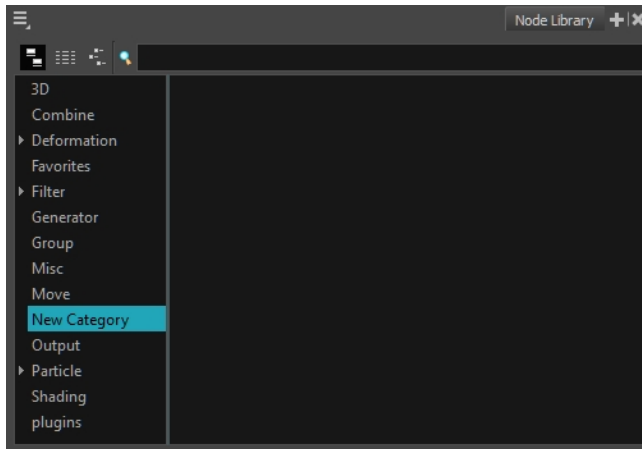 Node Library
3D
Combine
Deformation
Favorites
Filter
Generator
Group
Misc
Move
New Category
Output
Particle
Shading
plugins